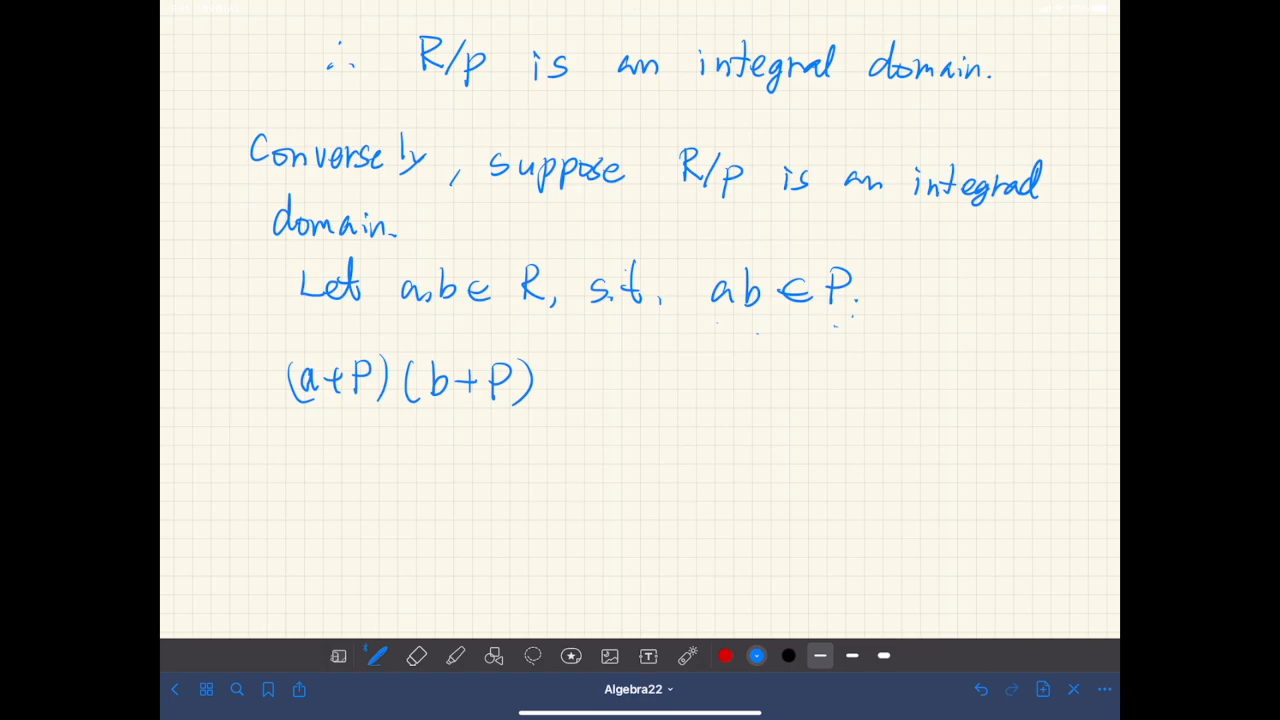 ∴ R/p is an integral domain.
Conversely, suppose R/p is an integral
domain.
Let a,b ∈ R, s.t. ab ∈ P.
(a+P)(b+P)
Algebra22